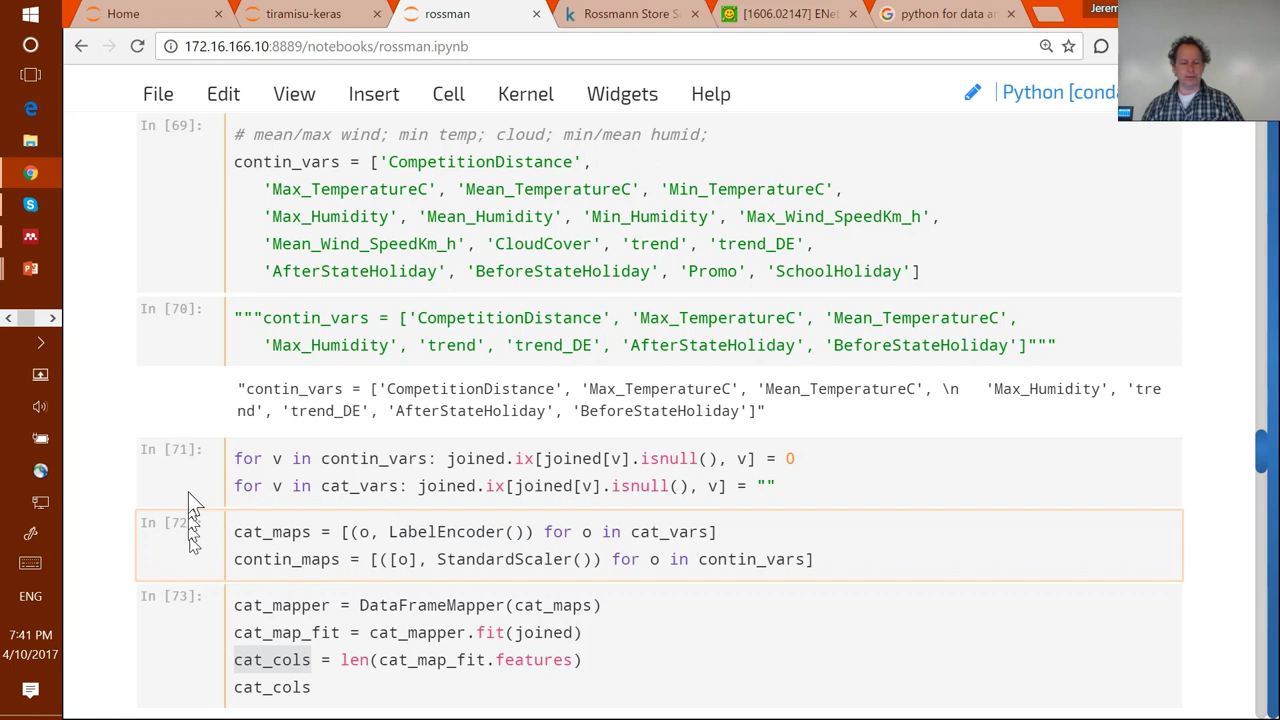 Home
tiramisu-keras
rossman
Rossmann Store S
[1606.02147] ENet
python for data an
Jerem
172.16.166.10:8889/notebooks/rossman.ipynb
File Edit View Insert Cell Kernel Widgets Help
Python [conda
In [69]:
# mean/max wind; min temp; cloud; min/mean humid;
contin_vars = ['CompetitionDistance',
'Max_TemperatureC', 'Mean_TemperatureC', 'Min_TemperatureC',
'Max_Humidity', 'Mean_Humidity', 'Min_Humidity', 'Max_Wind_SpeedKm_h',
'Mean_Wind_SpeedKm_h', 'CloudCover', 'trend', 'trend_DE',
'AfterStateHoliday', 'BeforeStateHoliday', 'Promo', 'SchoolHoliday']
In [70]:
"""contin_vars = ['CompetitionDistance', 'Max_TemperatureC', 'Mean_TemperatureC',
'Max_Humidity', 'trend', 'trend_DE', 'AfterStateHoliday', 'BeforeStateHoliday']"""
"contin_vars = ['CompetitionDistance', 'Max_TemperatureC', 'Mean_TemperatureC', \n 'Max_Humidity', 'tre
nd', 'trend_DE', 'AfterStateHoliday', 'BeforeStateHoliday']"
In [71]:
for v in contin_vars: joined.ix[joined[v].isnull(), v] = 0
for v in cat_vars: joined.ix[joined[v].isnull(), v] = ""
In [72
cat_maps = [(o, LabelEncoder()) for o in cat_vars]
contin_maps = [([o], StandardScaler()) for o in contin_vars]
In [73]:
cat_mapper = DataFrameMapper(cat_maps)
cat_map_fit = cat_mapper.fit(joined)
cat_cols = len(cat_map_fit.features)
cat_cols
ENG
7:41 PM
4/10/2017